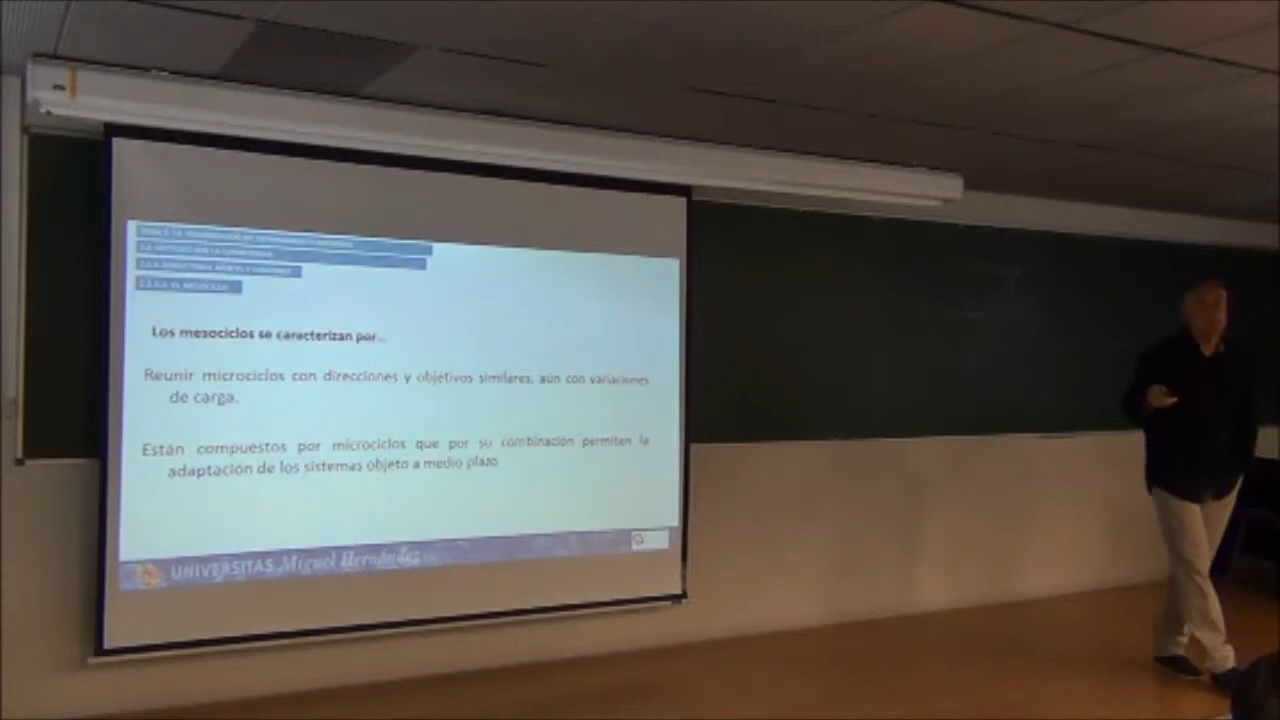 Los mesociclos se caracterizan por...
Reunir microciclos con direcciones y objetivos similares, aún con variaciones
de carga.
Están compuestos por microciclos que por su combinación permiten la
adaptación de los sistemas objeto a medio plazo
UNIVERSITAS Miguel Hernández